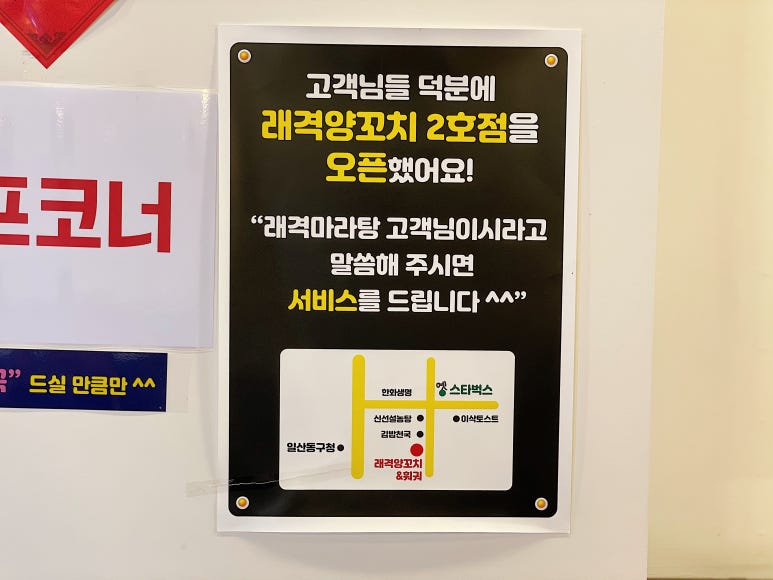 고객님들 덕분에
래격양꼬치 2호점을
오픈했어요!
“래격마라탕 고객님이시라고
말씀해 주시면
서비스를 드립니다 ^^”
한화생명
옛 스타벅스
신선설농탕
이삭토스트
김밥천국
일산동구청
래격양꼬치
&훠궈
코너
” 드실 만큼만 ^^